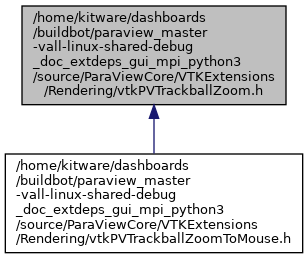 /home/kitware/dashboards
/buildbot/paraview_master
-vall-linux-shared-debug
_doc_extdeps_gui_mpi_python3
/source/ParaViewCore/VTKExtensions
/Rendering/vtkPVTrackballZoom.h
/home/kitware/dashboards
/buildbot/paraview_master
-vall-linux-shared-debug
_doc_extdeps_gui_mpi_python3
/source/ParaViewCore/VTKExtensions
/Rendering/vtkPVTrackballZoomToMouse.h